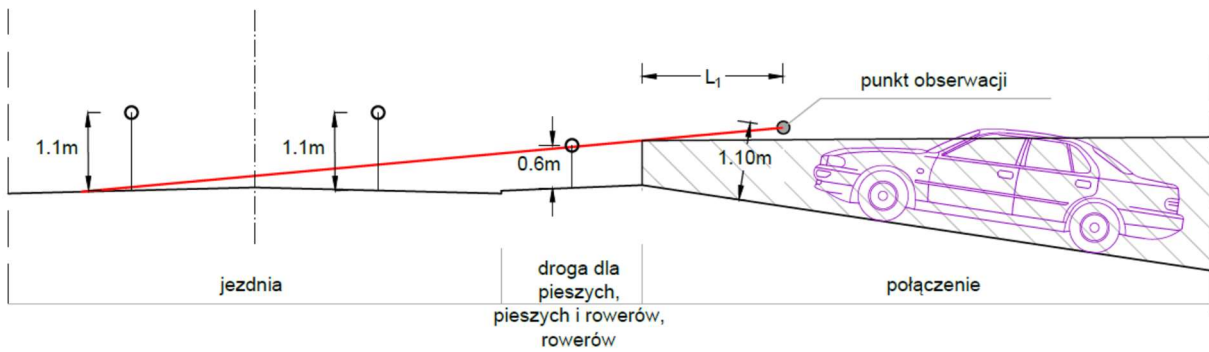 L₁
punkt obserwacji
1.1m
1.1m
0.6m
1.10m
jezdnia
droga dla
pieszych,
pieszych i rowerów,
rowerów
połączenie